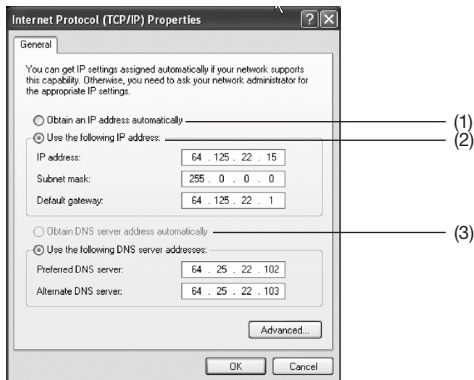 Internet Protocol (TCP/IP) Properties
General
You can get IP settings assigned automatically if your network supports
this capability. Otherwise, you need to ask your network administrator for
the appropriate IP settings.
Obtain an IP address automatically
(1)
Use the following IP address:
(2)
IP address: 64 . 125 . 22 . 15
Subnet mask: 255 . 0 . 0 . 0
Default gateway: 64 . 125 . 22 . 1
Obtain DNS server address automatically
(3)
Use the following DNS server addresses:
Preferred DNS server: 64 . 25 . 22 . 102
Alternate DNS server: 64 . 25 . 22 . 103
Advanced...
OK Cancel